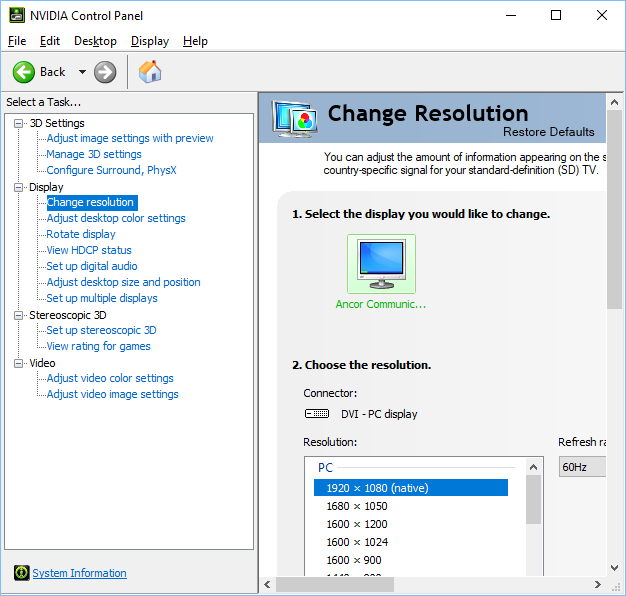 NVIDIA Control Panel
File Edit Desktop Display Help
Back
Select a Task...
3D Settings
Adjust image settings with preview
Manage 3D settings
Configure Surround, PhysX
Display
Change resolution
Adjust desktop color settings
Rotate display
View HDCP status
Set up digital audio
Adjust desktop size and position
Set up multiple displays
Stereoscopic 3D
Set up stereoscopic 3D
View rating for games
Video
Adjust video color settings
Adjust video image settings
System Information
Change Resolution
Restore Defaults
You can adjust the amount of information appearing on the s
country-specific signal for your standard-definition (SD) TV.
1. Select the display you would like to change.
Ancor Communic...
2. Choose the resolution.
Connector:
DVI - PC display
Resolution:
Refresh ra
PC
60Hz
1920 × 1080 (native)
1680 × 1050
1600 × 1200
1600 × 1024
1600 × 900